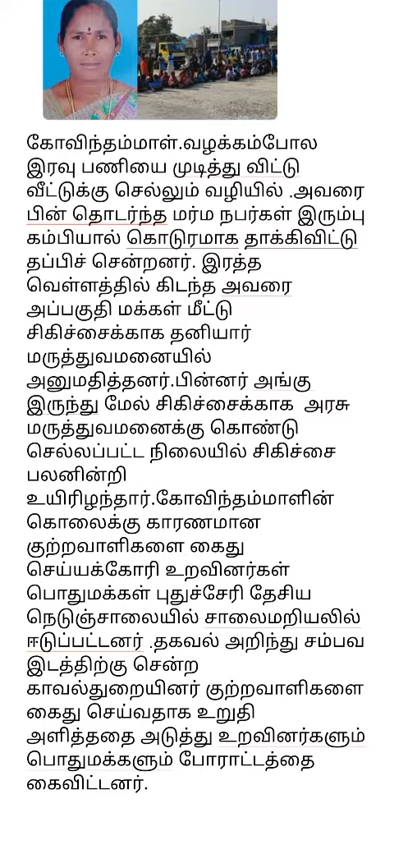 கோவிந்தம்மாள்.வழக்கம்போல
இரவு பணியை முடித்து விட்டு
வீட்டுக்கு செல்லும் வழியில் .அவரை
பின் தொடர்ந்த மர்ம நபர்கள் இரும்பு
கம்பியால் கொடுரமாக தாக்கிவிட்டு
தப்பிச் சென்றனர். இரத்த
வெள்ளத்தில் கிடந்த அவரை
அப்பகுதி மக்கள் மீட்டு
சிகிச்சைக்காக தனியார்
மருத்துவமனையில்
அனுமதித்தனர்.பின்னர் அங்கு
இருந்து மேல் சிகிச்சைக்காக  அரசு
மருத்துவமனைக்கு கொண்டு
செல்லப்பட்ட நிலையில் சிகிச்சை
பலனின்றி
உயிரிழந்தார்.கோவிந்தம்மாளின்
கொலைக்கு காரணமான
குற்றவாளிகளை கைது
செய்யக்கோரி உறவினர்கள்
பொதுமக்கள் புதுச்சேரி தேசிய
நெடுஞ்சாலையில் சாலைமறியலில்
ஈடுப்பட்டனர் .தகவல் அறிந்து சம்பவ
இடத்திற்கு சென்ற
காவல்துறையினர் குற்றவாளிகளை
கைது செய்வதாக உறுதி
அளித்ததை அடுத்து உறவினர்களும்
பொதுமக்களும் போராட்டத்தை
கைவிட்டனர்.